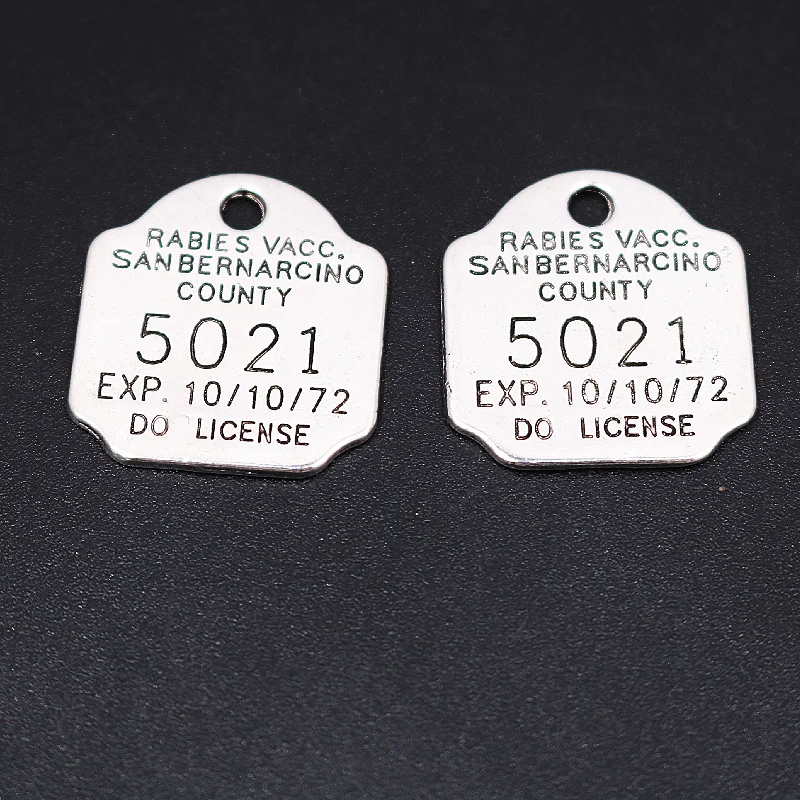 RABIES VACC.
SANBERNARCINO
COUNTY
5021
EXP. 10/10/72
DO LICENSE
RABIES VACC.
SANBERNARCINO
COUNTY
5021
EXP. 10/10/72
DO LICENSE